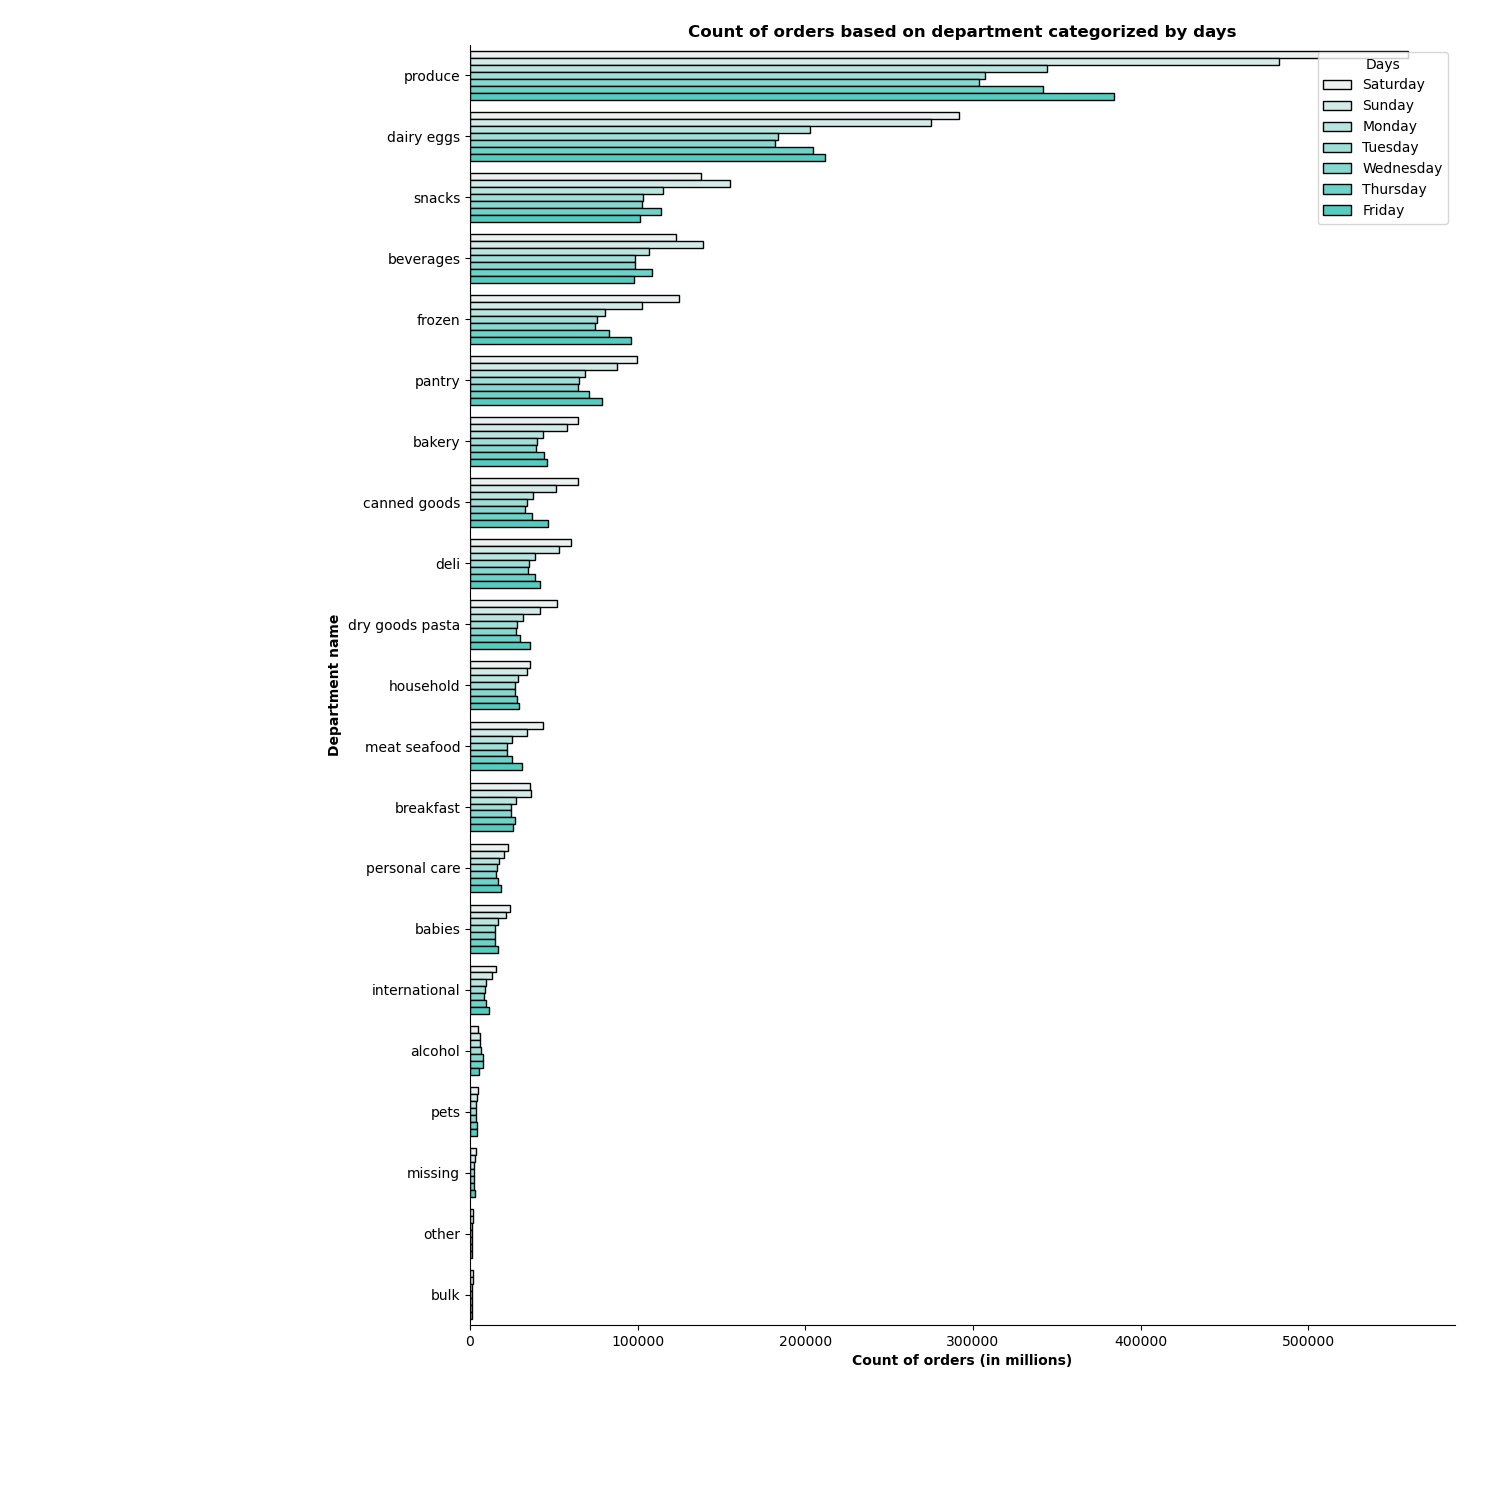 Count of orders based on department categorized by days
Days
Saturday
Sunday
Monday
Tuesday
Wednesday
Thursday
Friday
Department name
produce
dairy eggs
snacks
beverages
frozen
pantry
bakery
canned goods
deli
dry goods pasta
household
meat seafood
breakfast
personal care
babies
international
alcohol
pets
missing
other
bulk
0 100000 200000 300000 400000 500000
Count of orders (in millions)